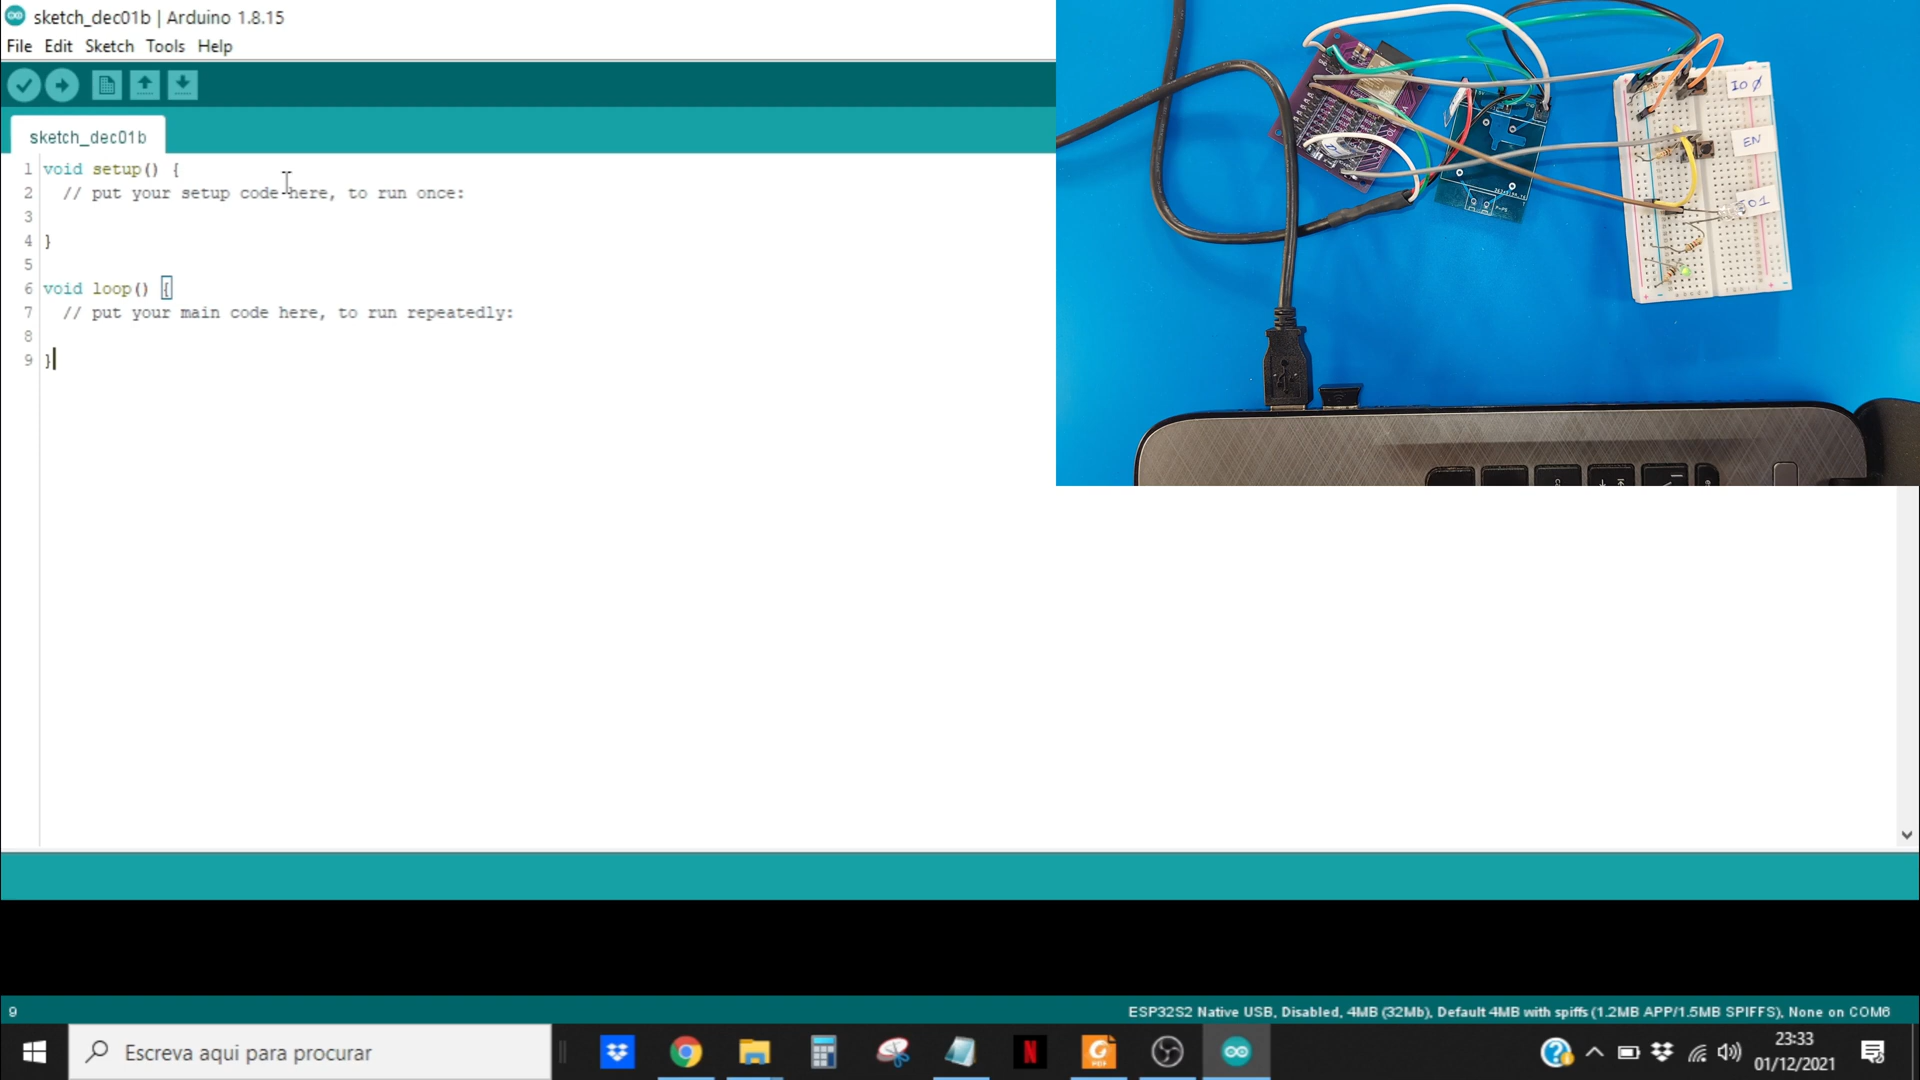 sketch_dec01b | Arduino 1.8.15
File Edit Sketch Tools Help
sketch_dec01b
1 void setup() {
2 // put your setup code here, to run once:
3
4 }
5
6 void loop() {
7 // put your main code here, to run repeatedly:
8
9 }
IO0
EN
IO1
9
ESP32S2 Native USB, Disabled, 4MB (32Mb), Default 4MB with spiffs (1.2MB APP/1.5MB SPIFFS), None on COM6
Escreva aqui para procurar
23:33
01/12/2021